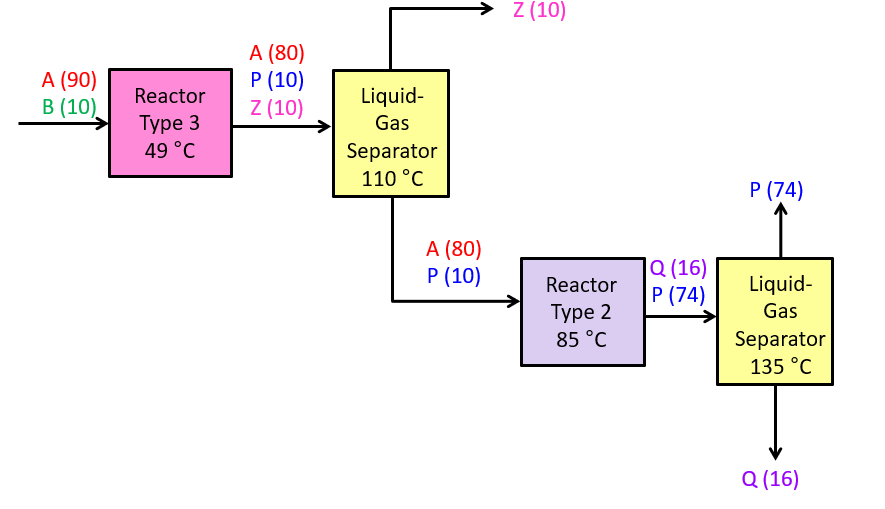 Z (10)
A (90)
B (10)
Reactor
Type 3
49 °C
A (80)
P (10)
Z (10)
Liquid-
Gas
Separator
110 °C
A (80)
P (10)
Reactor
Type 2
85 °C
Q (16)
P (74)
P (74)
Liquid-
Gas
Separator
135 °C
Q (16)